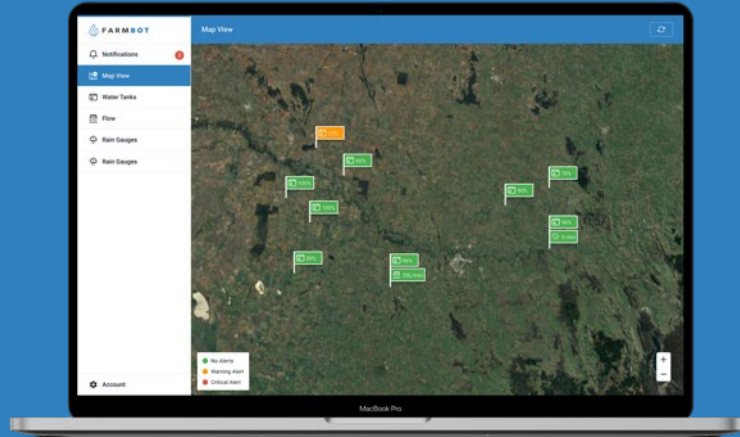 FARMBOT
Map View
Notifications
2
Map View
Water Tanks
Flow
Rain Gauges
Rain Gauges
65%
100%
100%
96%
No Alerts
Warning Alert
Critical Alert
+
−
Account
MacBook Pro